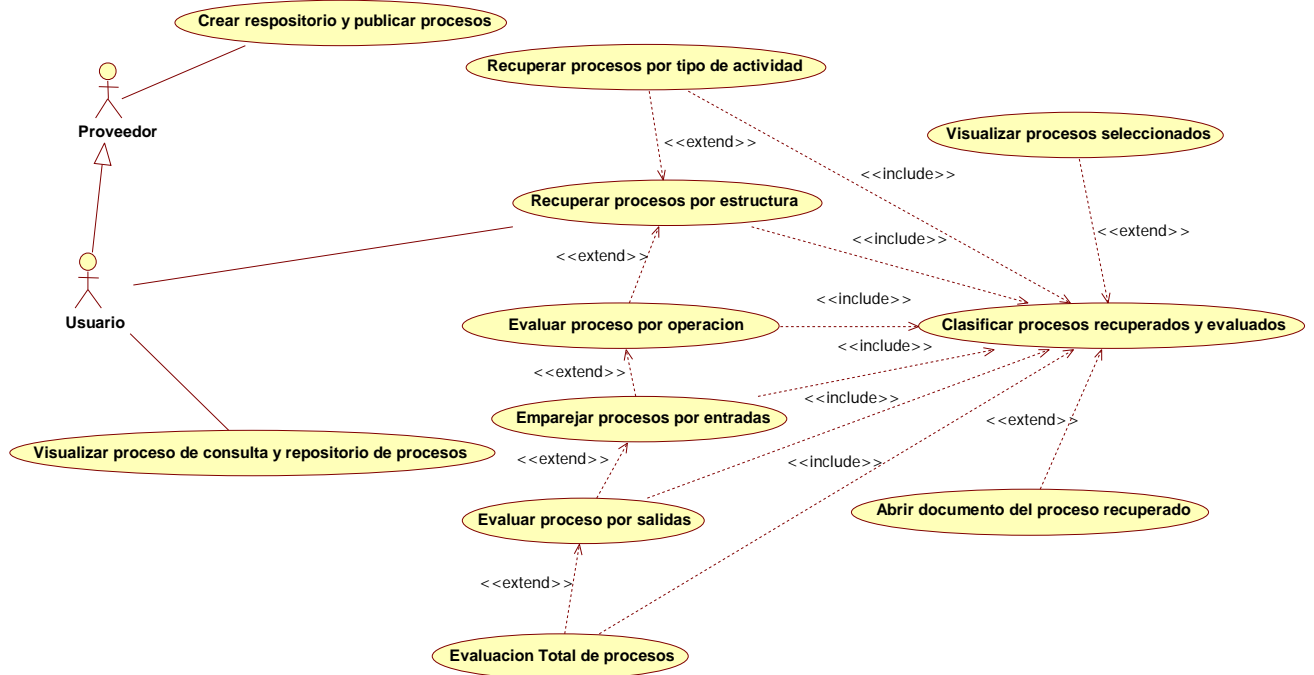 Crear respositorio y publicar procesos
Recuperar procesos por tipo de actividad
Proveedor
Visualizar procesos seleccionados
<<extend>>
<<include>>
Recuperar procesos por estructura
<<extend>>
<<include>>
<<extend>>
Usuario
Evaluar proceso por operacion
<<include>>
Clasificar procesos recuperados y evaluados
<<include>>
<<extend>>
<<include>>
Emparejar procesos por entradas
<<extend>>
Visualizar proceso de consulta y repositorio de procesos
<<extend>>
<<include>>
Evaluar proceso por salidas
Abrir documento del proceso recuperado
<<extend>>
Evaluacion Total de procesos